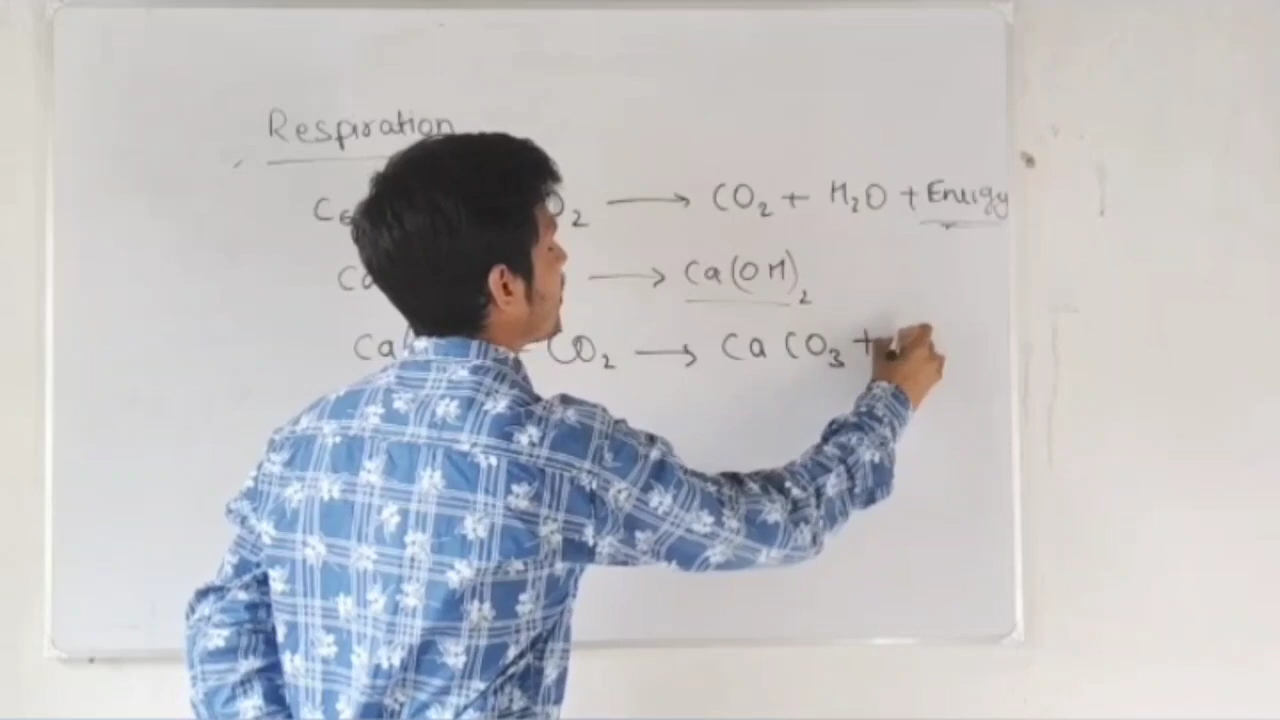 Respiration
C₆ O₂ ⟶ CO₂ + H₂O + Energy
Ca ⟶ Ca(OH)₂
Ca( CO₂ ⟶ CaCO₃ +